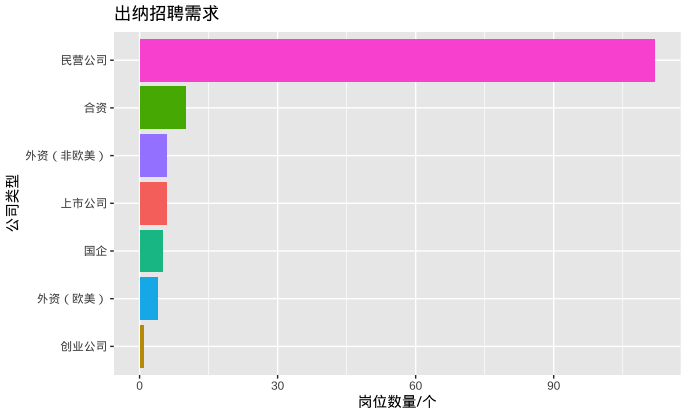 出纳招聘需求
公司类型
民营公司
合资
外资（非欧美）
上市公司
国企
外资（欧美）
创业公司
0 30 60 90
岗位数量/个